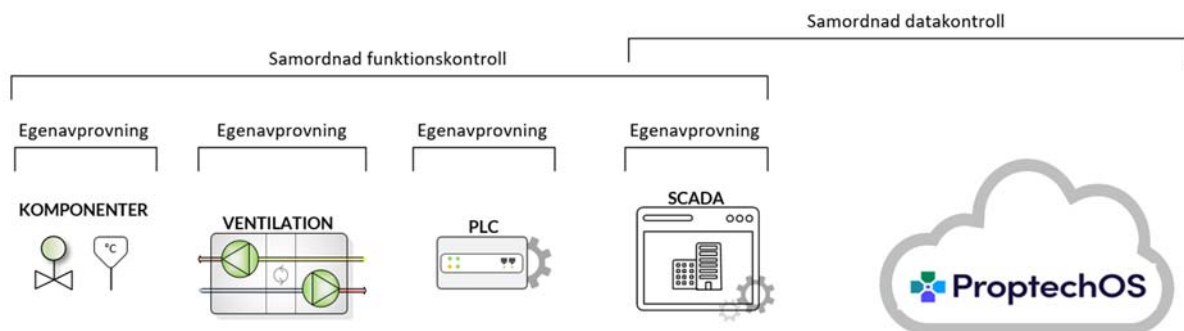 Samordnad datakontroll
Samordnad funktionskontroll
Egenavprovning
Egenavprovning
Egenavprovning
Egenavprovning
KOMPONENTER
°C
VENTILATION
PLC
SCADA
ProptechOS